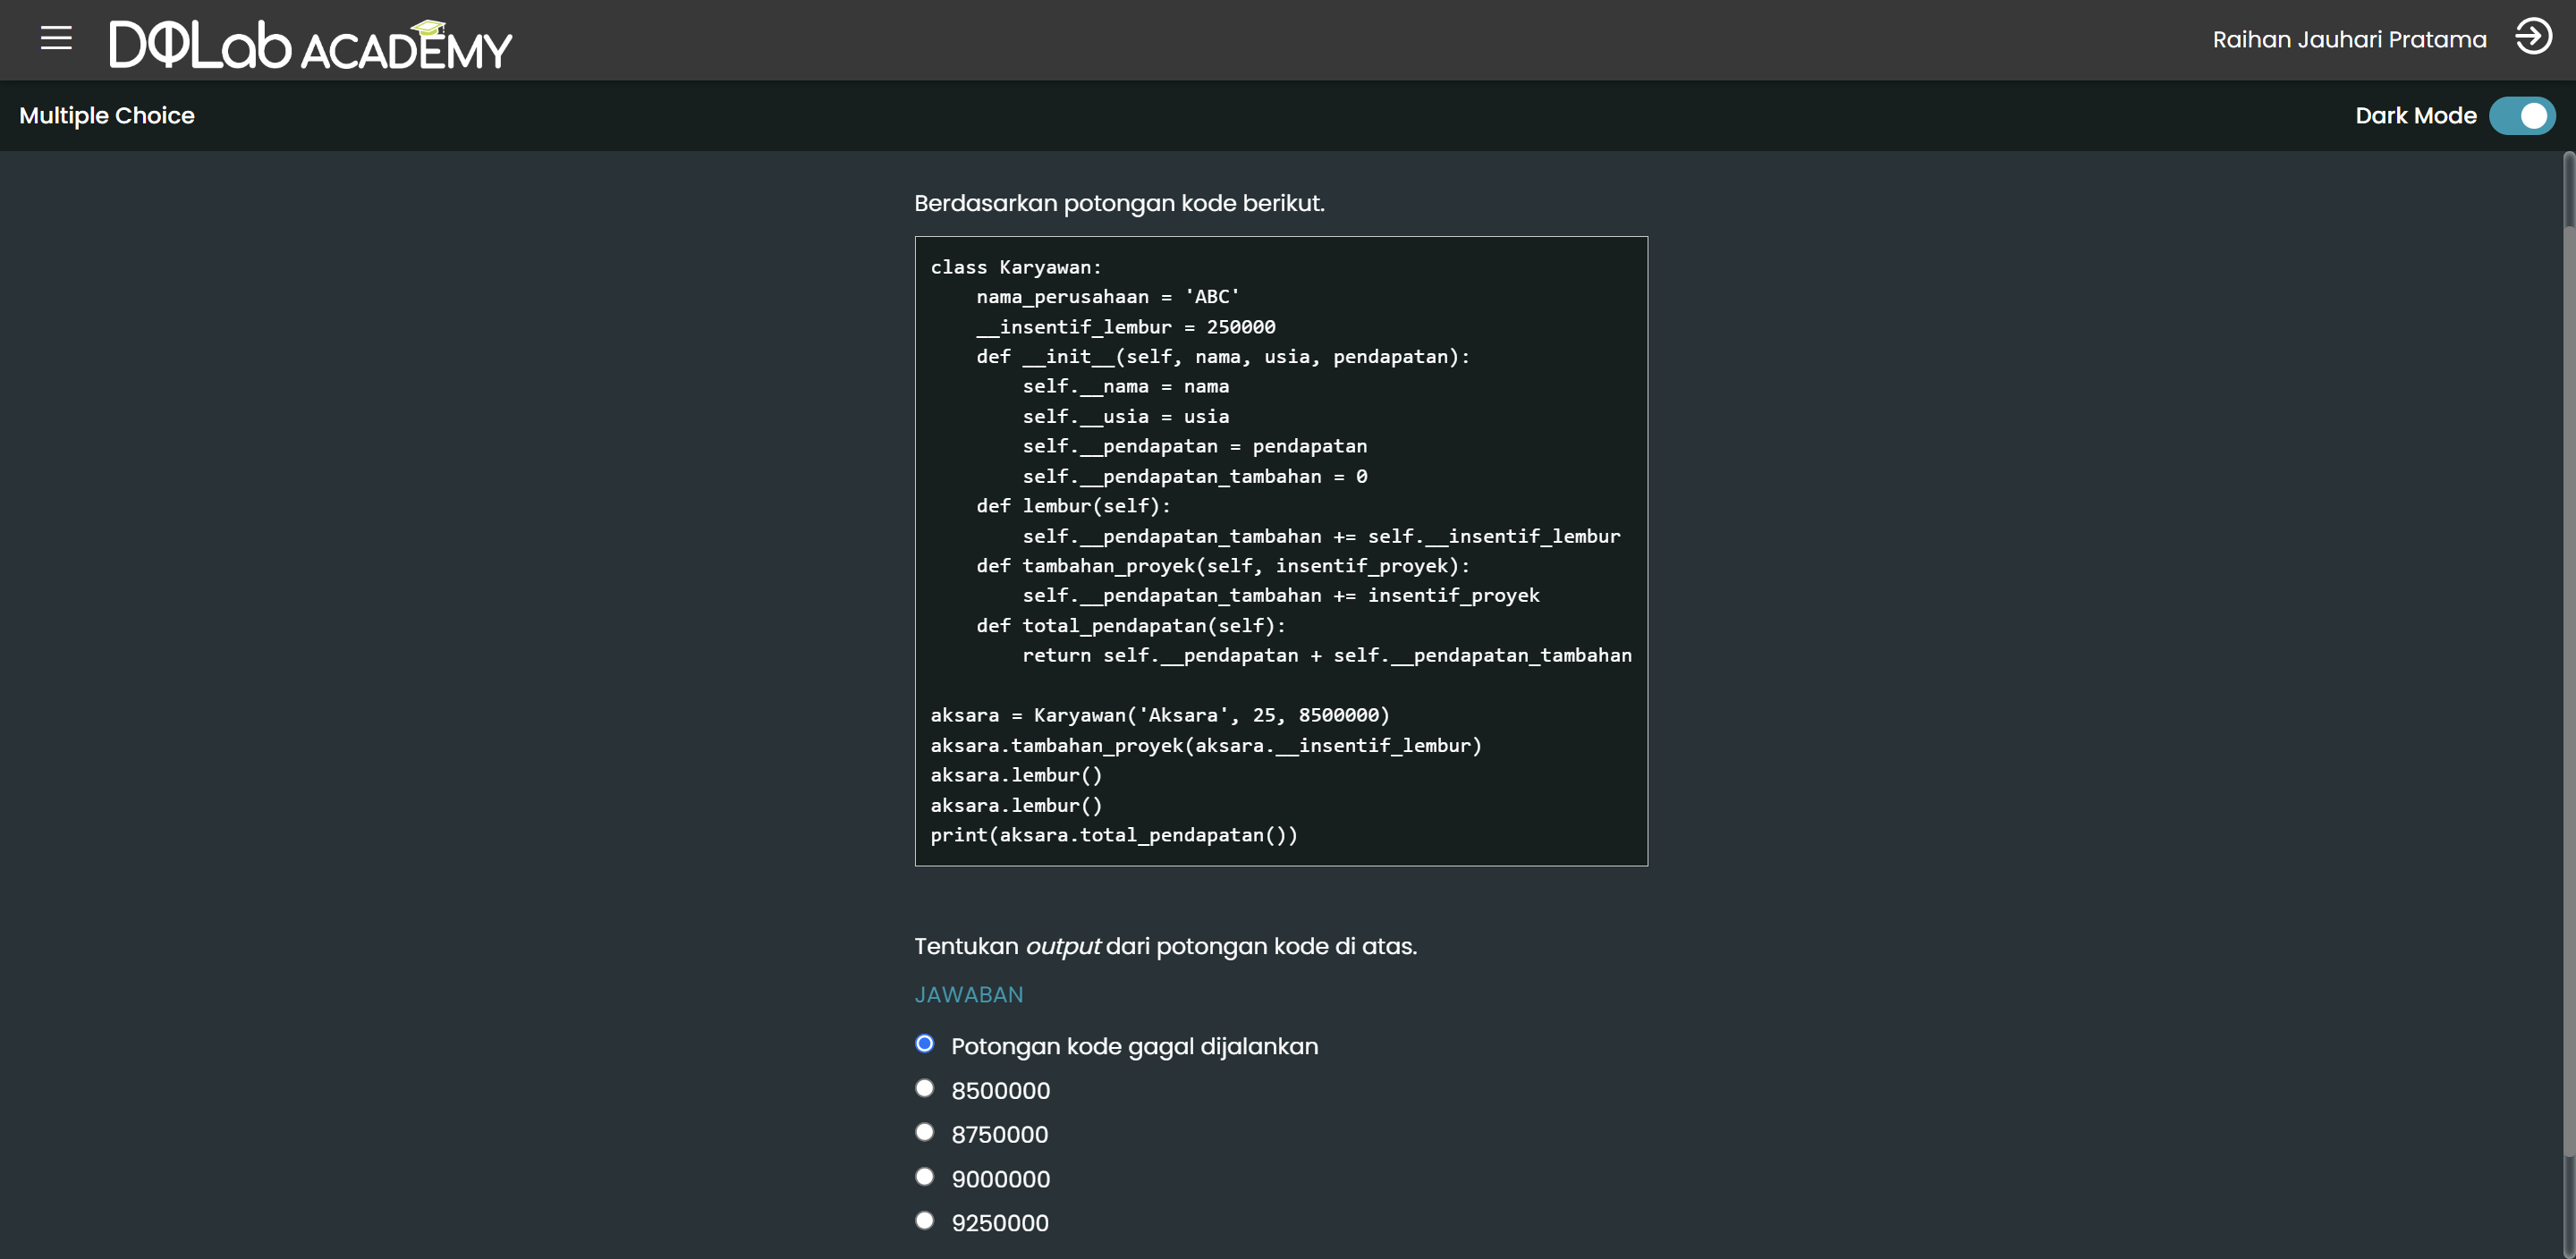 DQLab ACADEMY
Raihan Jauhari Pratama
Multiple Choice
Dark Mode
Berdasarkan potongan kode berikut.
class Karyawan:
    nama_perusahaan = 'ABC'
    __insentif_lembur = 250000
    def __init__(self, nama, usia, pendapatan):
        self.__nama = nama
        self.__usia = usia
        self.__pendapatan = pendapatan
        self.__pendapatan_tambahan = 0
    def lembur(self):
        self.__pendapatan_tambahan += self.__insentif_lembur
    def tambahan_proyek(self, insentif_proyek):
        self.__pendapatan_tambahan += insentif_proyek
    def total_pendapatan(self):
        return self.__pendapatan + self.__pendapatan_tambahan
aksara = Karyawan('Aksara', 25, 8500000)
aksara.tambahan_proyek(aksara.__insentif_lembur)
aksara.lembur()
aksara.lembur()
print(aksara.total_pendapatan())
Tentukan output dari potongan kode di atas.
JAWABAN
Potongan kode gagal dijalankan
8500000
8750000
9000000
9250000